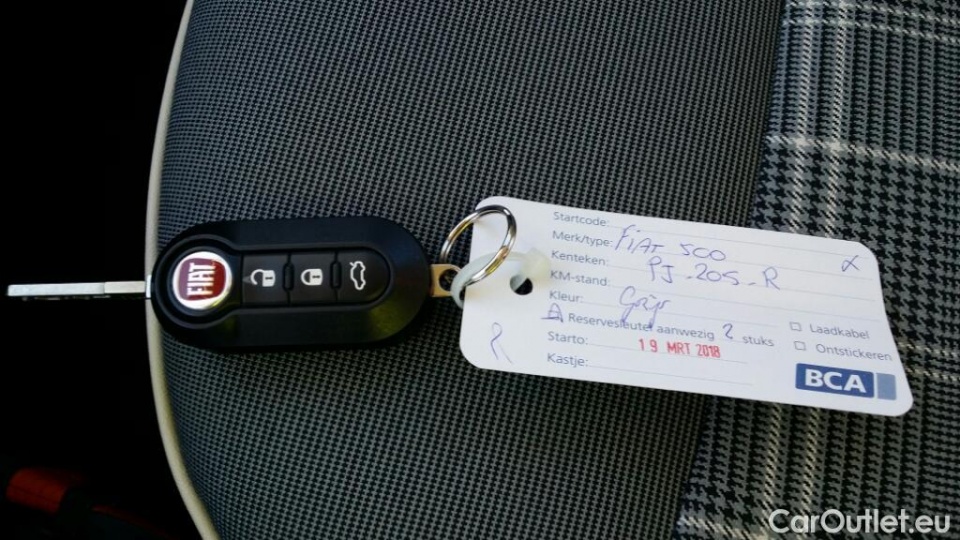 FIAT
Startcode:
Merk/type: FiAT 500
Kenteken: PJ-205-R
KM-stand:
Kleur: Grijs
Reservesleutel aanwezig 2 stuks
Laadkabel
Starto: 19 MRT 2018
Ontstickeren
Kastje:
BCA
R
CarOutlet.eu